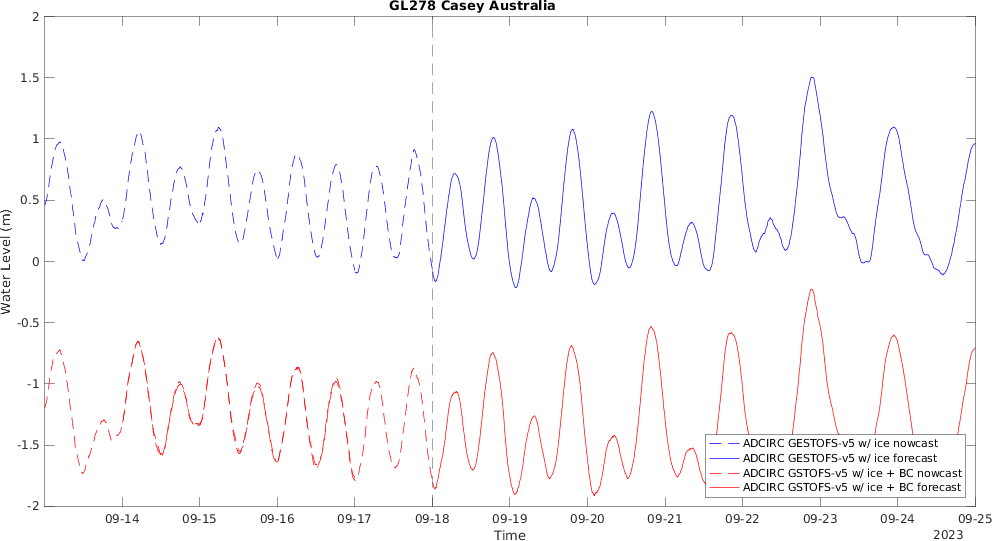 GL278 Casey Australia
Water Level (m)
2
1.5
1
0.5
0
-0.5
-1
-1.5
-2
09-14 09-15 09-16 09-17 09-18 09-19 09-20 09-21 09-22 09-23 09-24 09-25
Time
2023
ADCIRC GESTOFS-v5 w/ ice nowcast
ADCIRC GESTOFS-v5 w/ ice forecast
ADCIRC GSTOFS-v5 w/ ice + BC nowcast
ADCIRC GSTOFS-v5 w/ ice + BC forecast